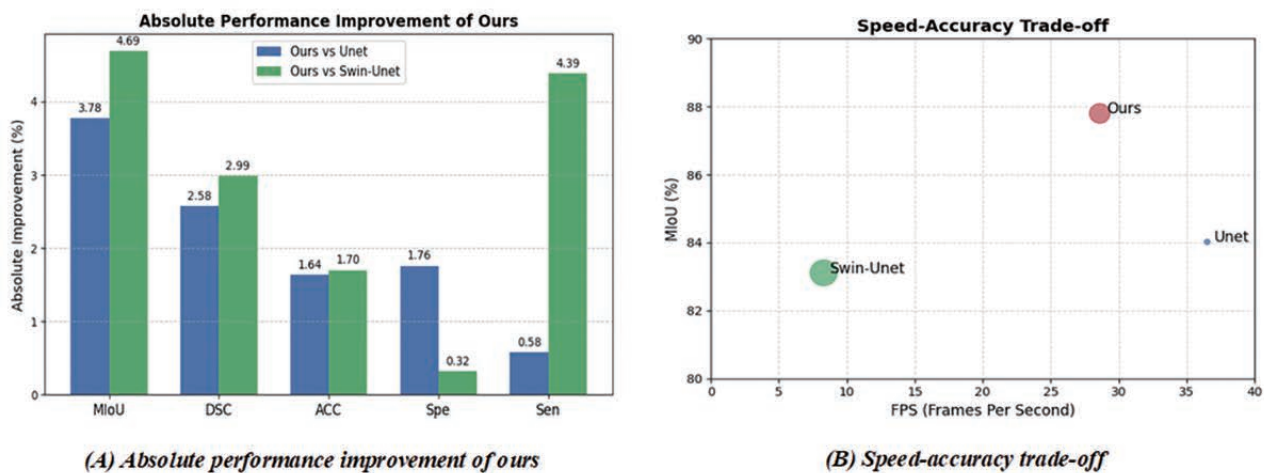 Absolute Performance Improvement of Ours
Absolute Improvement (%)
4
3
2
1
0
Ours vs Unet
Ours vs Swin-Unet
3.78
4.69
2.58
2.99
1.64
1.70
1.76
0.32
0.58
4.39
MIoU DSC ACC Spe Sen
(A) Absolute performance improvement of ours
Speed-Accuracy Trade-off
MIoU (%)
90
88
86
84
82
80
Ours
Unet
Swin-Unet
0 5 10 15 20 25 30 35 40
FPS (Frames Per Second)
(B) Speed-accuracy trade-off